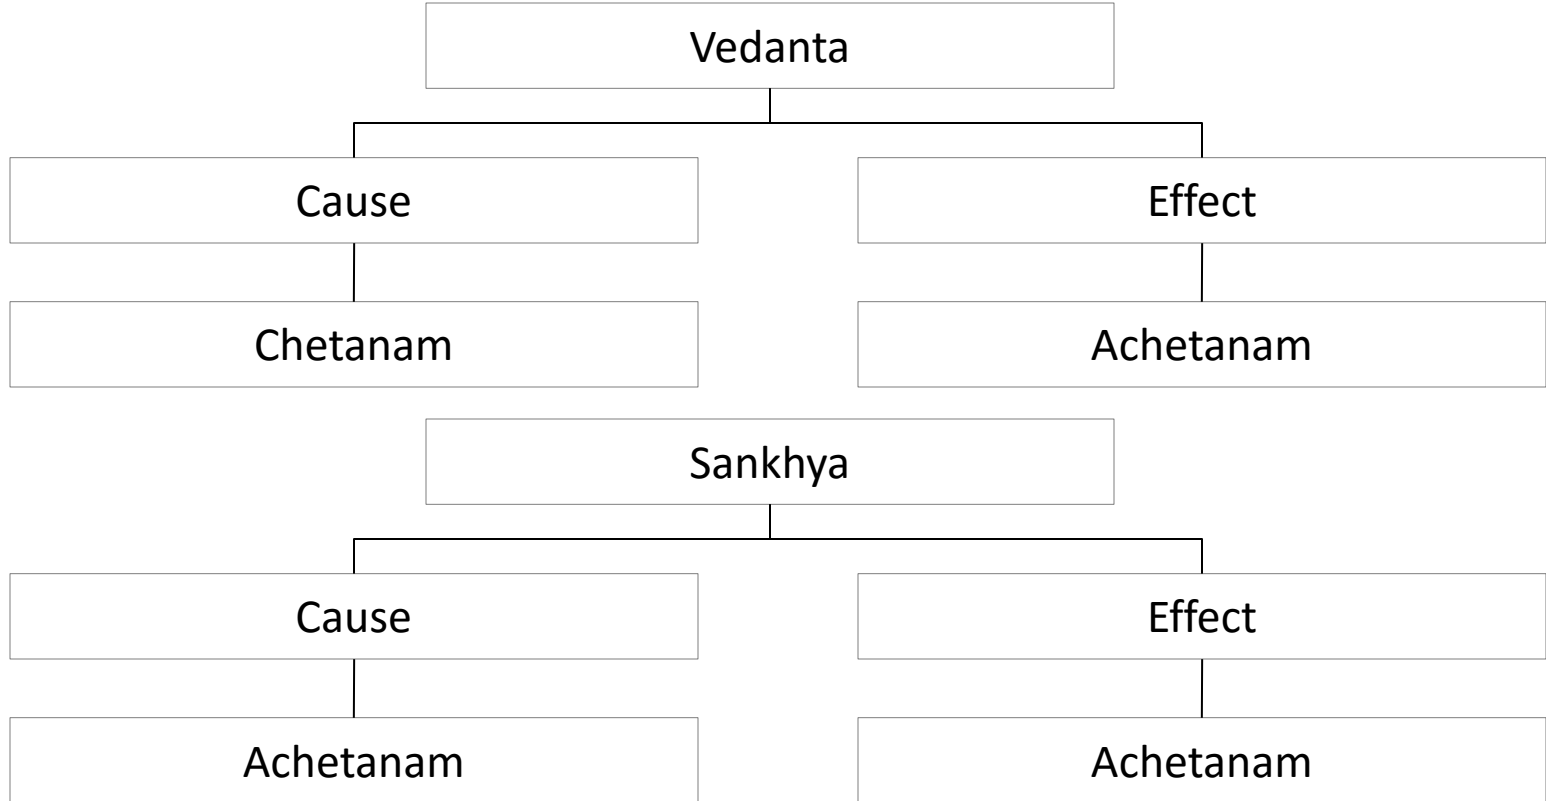 Vedanta
Cause
Effect
Chetanam
Achetanam
Sankhya
Cause
Effect
Achetanam
Achetanam